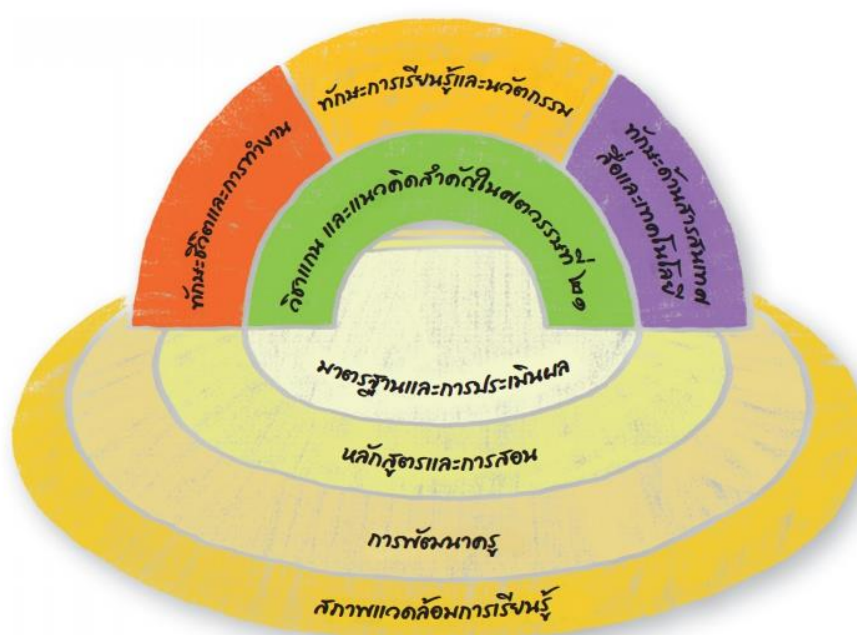 ทักษะการเรียนรู้และนวัตกรรม
ทักษะชีวิตและการทำงาน
ทักษะด้านสารสนเทศ
สื่อและเทคโนโลยี
วิชาแกน และแนวคิดสำคัญในศตวรรษที่ ๒๑
มาตรฐานและการประเมินผล
หลักสูตรและการสอน
การพัฒนาครู
สภาพแวดล้อมการเรียนรู้